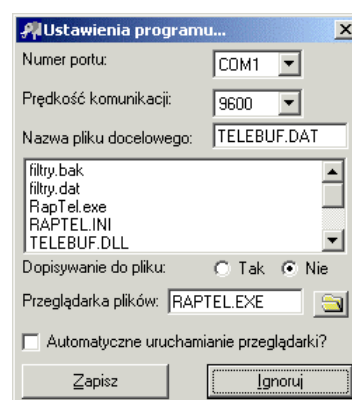 Ustawienia programu...
Numer portu: COM1
Prędkość komunikacji: 9600
Nazwa pliku docelowego: TELEBUF.DAT
filtry.bak
filtry.dat
RapTel.exe
RAPTEL.INI
TELEBUF.DLL
Dopisywanie do pliku: Tak Nie
Przeglądarka plików: RAPTEL.EXE
Automatyczne uruchamianie przeglądarki?
Zapisz Ignoruj